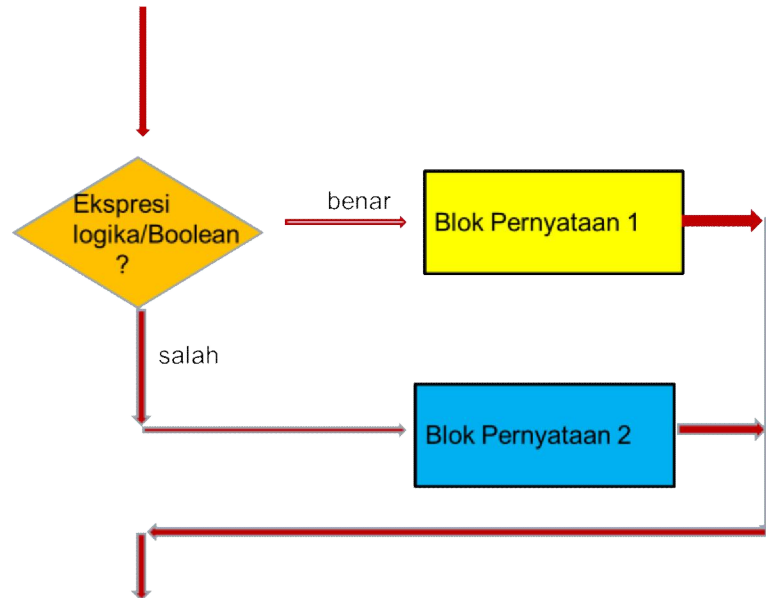 Ekspresi
logika/Boolean
?
benar
Blok Pernyataan 1
salah
Blok Pernyataan 2